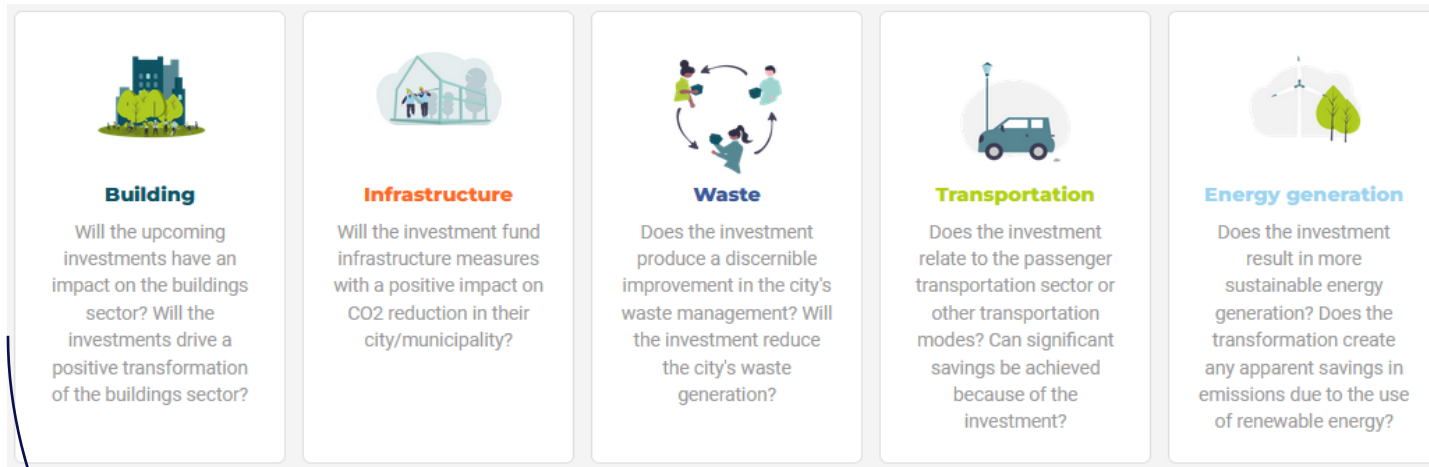 Building
Will the upcoming
investments have an
impact on the buildings
sector? Will the
investments drive a
positive transformation
of the buildings sector?
Infrastructure
Will the investment fund
infrastructure measures
with a positive impact on
CO2 reduction in their
city/municipality?
Waste
Does the investment
produce a discernible
improvement in the city's
waste management? Will
the investment reduce
the city's waste
generation?
Transportation
Does the investment
relate to the passenger
transportation sector or
other transportation
modes? Can significant
savings be achieved
because of the
investment?
Energy generation
Does the investment
result in more
sustainable energy
generation? Does the
transformation create
any apparent savings in
emissions due to the use
of renewable energy?